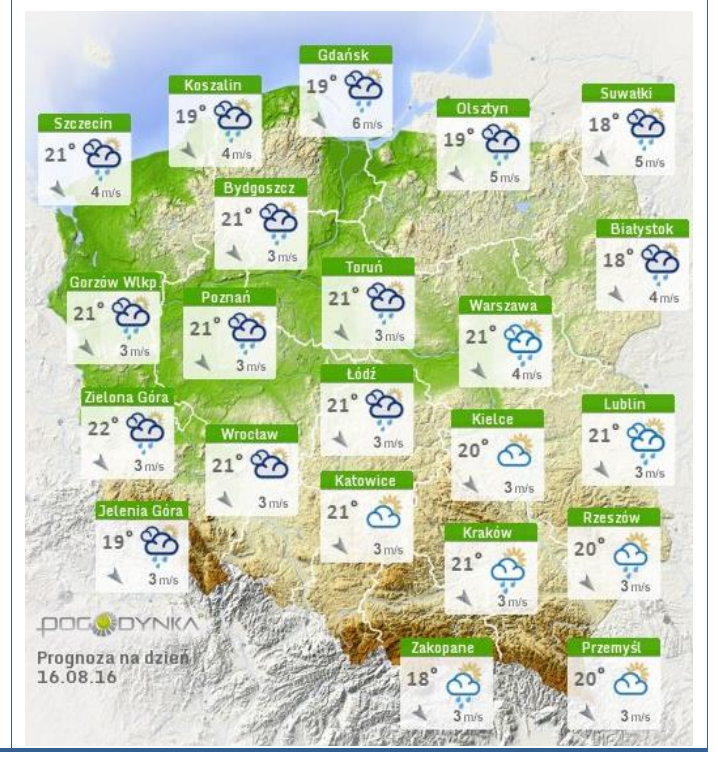 Gdańsk
19°
6 m/s
Koszalin
19°
4 m/s
Suwałki
18°
5 m/s
Olsztyn
19°
5 m/s
Szczecin
21°
4 m/s
Bydgoszcz
21°
3 m/s
Białystok
18°
4 m/s
Toruń
21°
3 m/s
Gorzów Wlkp.
21°
3 m/s
Poznań
21°
3 m/s
Warszawa
21°
4 m/s
Łódź
21°
3 m/s
Zielona Góra
22°
3 m/s
Lublin
21°
3 m/s
Kielce
20°
3 m/s
Wrocław
21°
3 m/s
Katowice
21°
3 m/s
Jelenia Góra
19°
3 m/s
Rzeszów
20°
3 m/s
Kraków
21°
3 m/s
POGODYNKA
Prognoza na dzień
16.08.16
Zakopane
18°
3 m/s
Przemyśl
20°
3 m/s